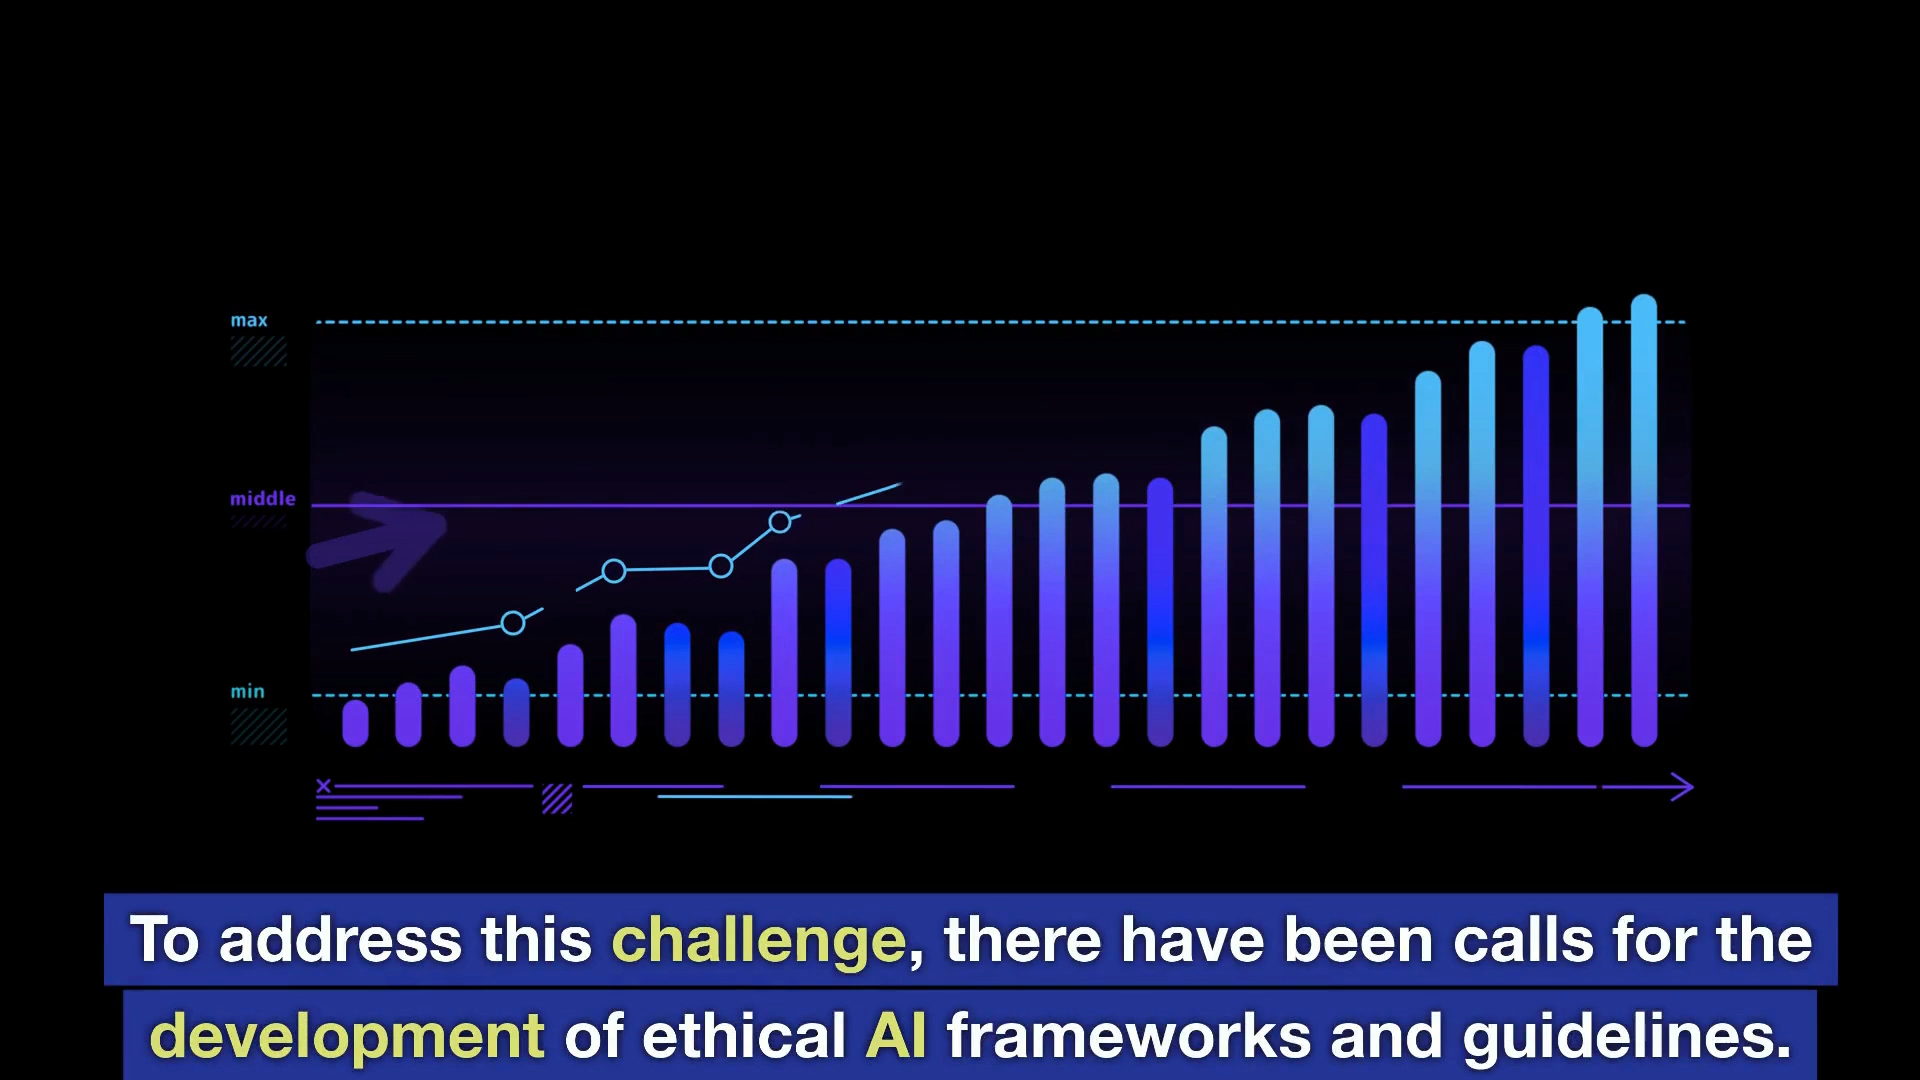 max
middle
min
To address this challenge, there have been calls for the
development of ethical AI frameworks and guidelines.